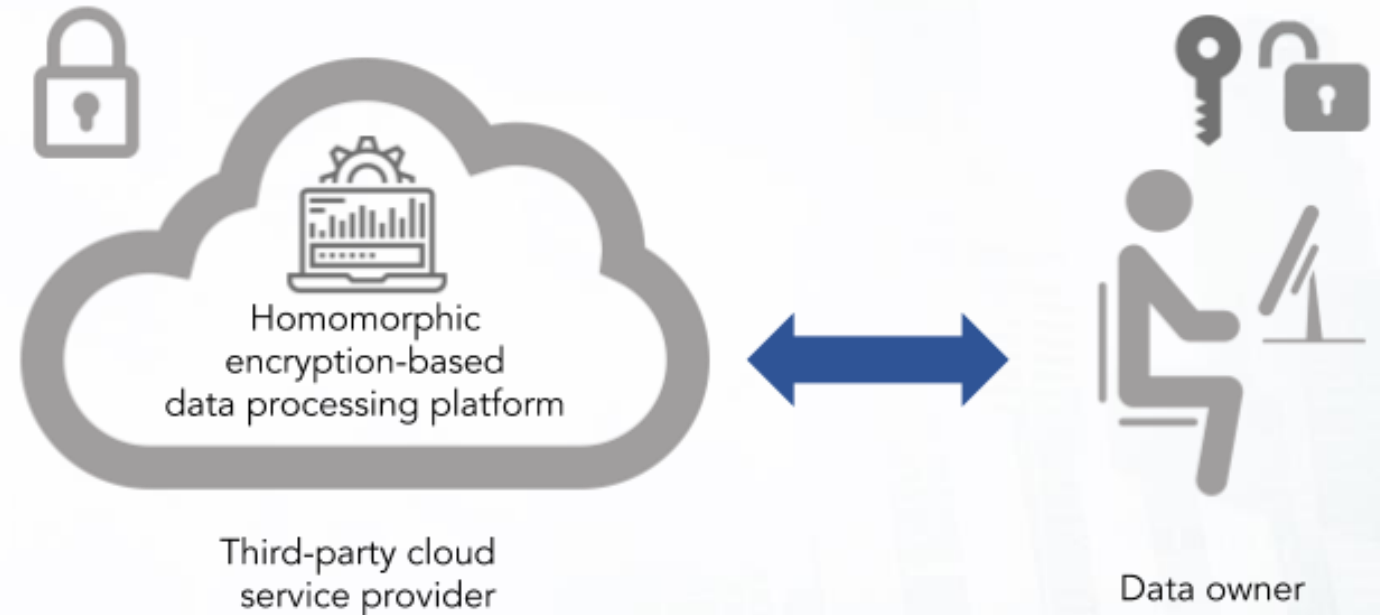 Homomorphic
encryption-based
data processing platform
Third-party cloud
service provider
Data owner